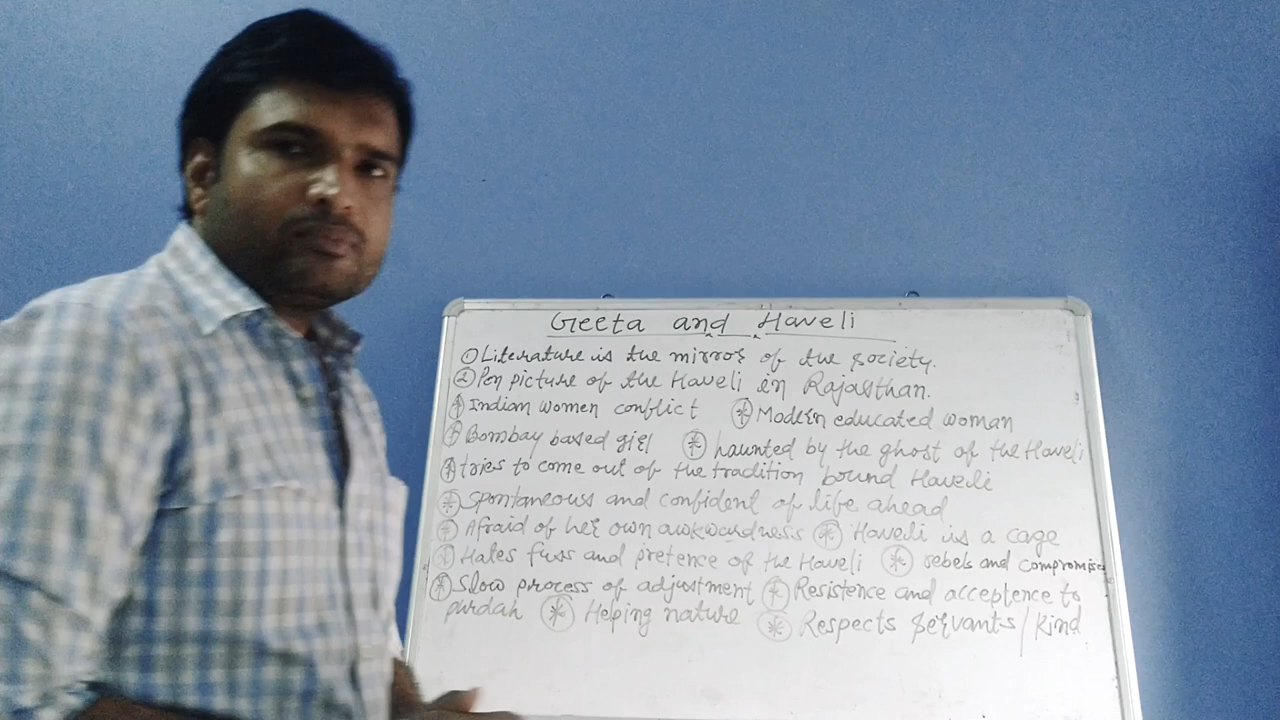 Geeta and Haveli
① Literature is the mirror of the society.
② Pen picture of the Haveli in Rajasthan.
* Indian women conflict * Modern educated woman
* Bombay based girl * haunted by the ghost of the Haveli
* tries to come out of the tradition bound Haveli
* Spontaneous and confident of life ahead
* Afraid of her own awkwardness * Haveli is a cage
* Hates fuss and pretence of the Haveli * rebels and compromises
* Slow process of adjustment * Resistence and acceptence to
purdah * Helping nature * Respects servants/kind